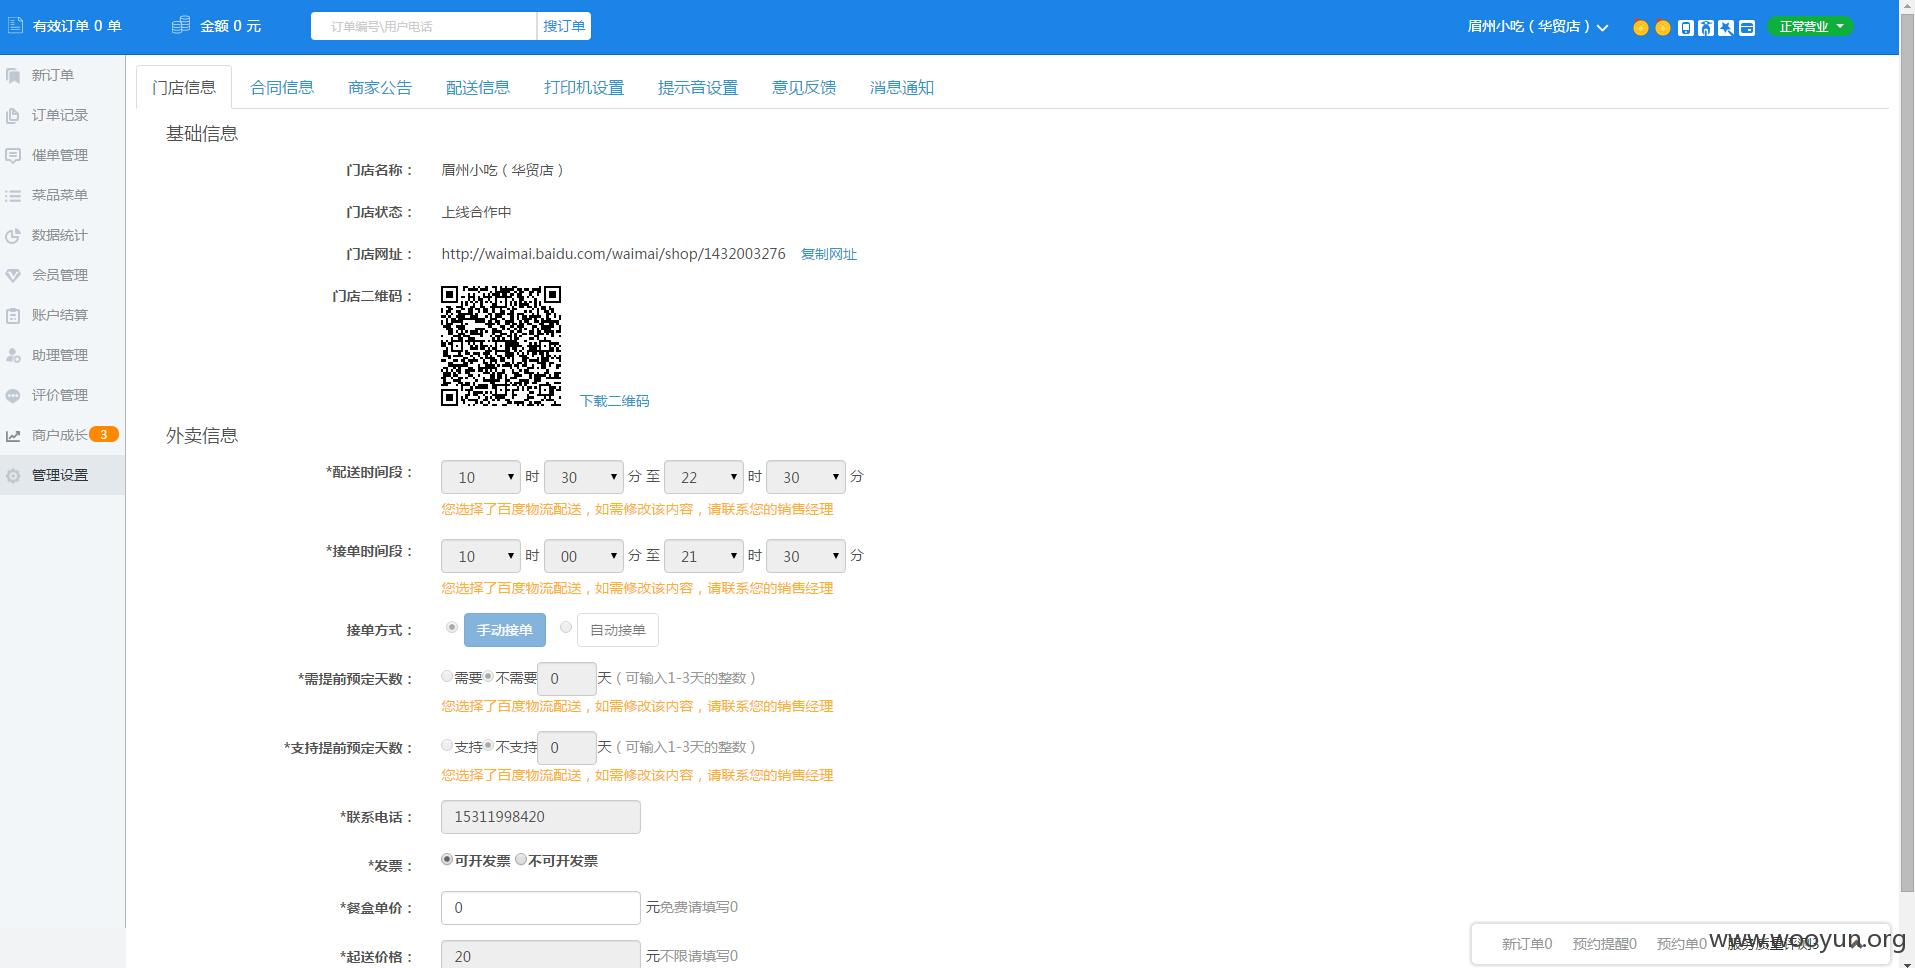 有效订单 0 单 金额 0 元 订单编号\用户电话 搜订单 眉州小吃（华贸店） 正常营业
新订单
订单记录
催单管理
菜品菜单
数据统计
会员管理
账户结算
助理管理
评价管理
商户成长 3
管理设置
门店信息 合同信息 商家公告 配送信息 打印机设置 提示音设置 意见反馈 消息通知
基础信息
门店名称： 眉州小吃（华贸店）
门店状态： 上线合作中
门店网址： http://waimai.baidu.com/waimai/shop/1432003276 复制网址
门店二维码： 下载二维码
外卖信息
*配送时间段： 10 时 30 分 至 22 时 30 分
您选择了百度物流配送，如需修改该内容，请联系您的销售经理
*接单时间段： 10 时 00 分 至 21 时 30 分
您选择了百度物流配送，如需修改该内容，请联系您的销售经理
接单方式： 手动接单 自动接单
*需提前预定天数： 需要 不需要 0 天（可输入1-3天的整数）
您选择了百度物流配送，如需修改该内容，请联系您的销售经理
*支持提前预定天数： 支持 不支持 0 天（可输入1-3天的整数）
您选择了百度物流配送，如需修改该内容，请联系您的销售经理
*联系电话： 15311998420
*发票： 可开发票 不可开发票
*餐盒单价： 0 元免费请填写0
*起送价格： 20 元不限请填写0
新订单0 预约提醒0 预约单0 服务质量评测3
www.wooyun.org